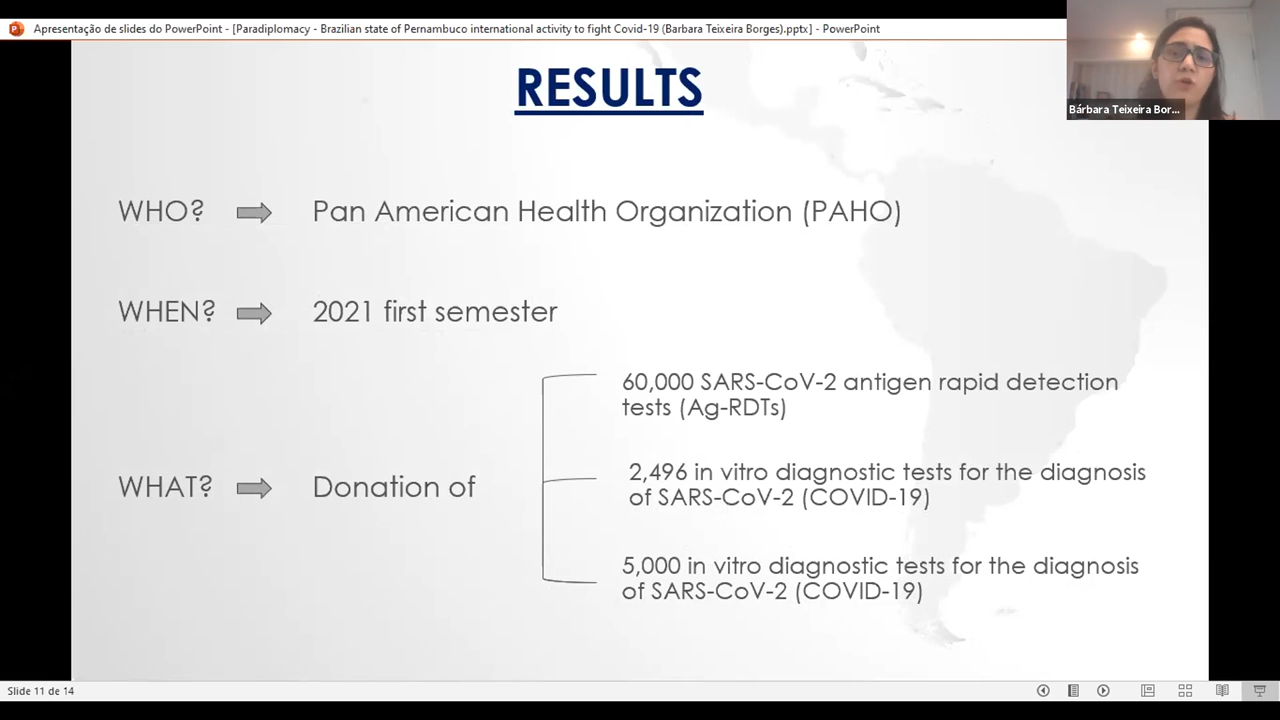 Apresentação de slides do PowerPoint - [Paradiplomacy - Brazilian state of Pernambuco international activity to fight Covid-19 (Barbara Teixeira Borges).pptx] - PowerPoint
Bárbara Teixeira Bor...
RESULTS
WHO? Pan American Health Organization (PAHO)
WHEN? 2021 first semester
WHAT? Donation of
60,000 SARS-CoV-2 antigen rapid detection
tests (Ag-RDTs)
2,496 in vitro diagnostic tests for the diagnosis
of SARS-CoV-2 (COVID-19)
5,000 in vitro diagnostic tests for the diagnosis
of SARS-CoV-2 (COVID-19)
Slide 11 de 14